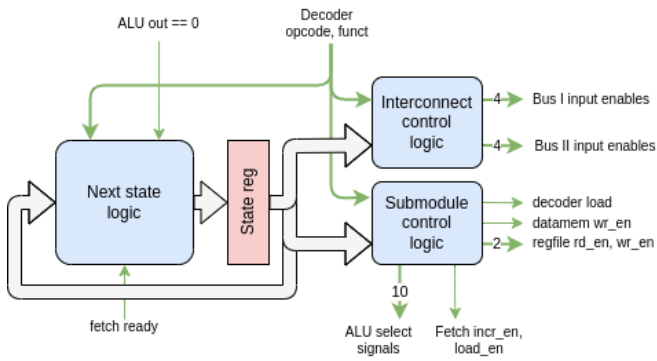 ALU out == 0
Decoder
opcode, funct
Interconnect
control
logic
4
Bus I input enables
4
Bus II input enables
Next state
logic
State reg
Submodule
control
logic
decoder load
datamem wr_en
2
regfile rd_en, wr_en
10
fetch ready
ALU select
signals
Fetch incr_en,
load_en